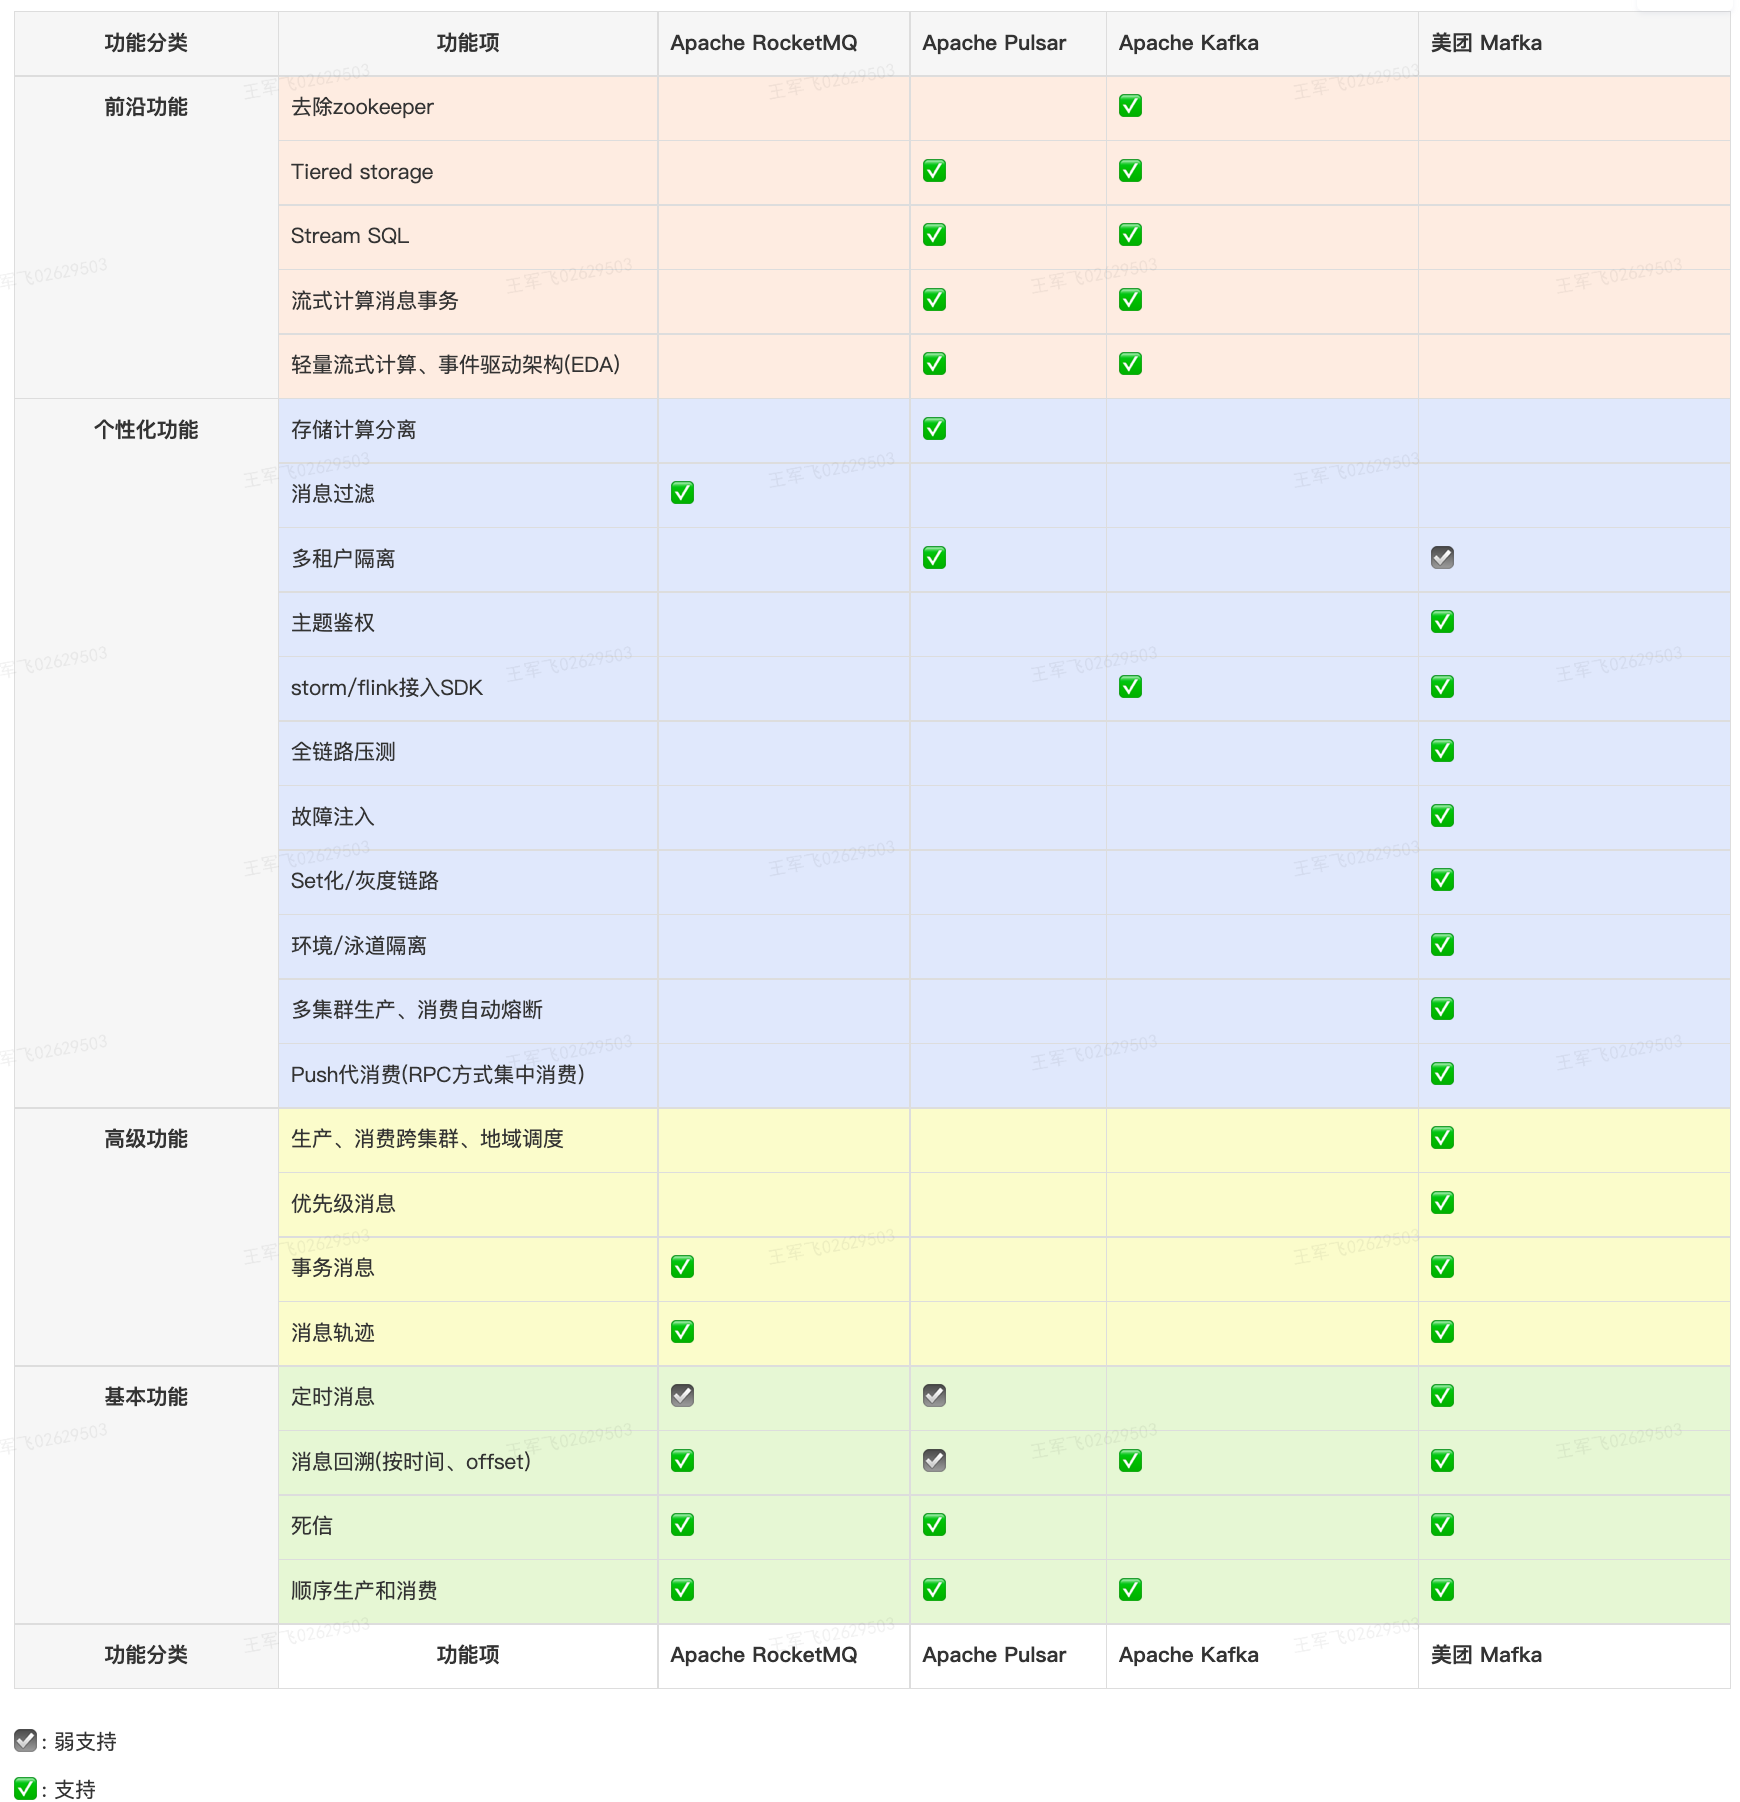 功能分类 功能项 Apache RocketMQ Apache Pulsar Apache Kafka 美团 Mafka
前沿功能 去除zookeeper ✅
Tiered storage ✅ ✅
Stream SQL ✅ ✅
流式计算消息事务 ✅ ✅
轻量流式计算、事件驱动架构(EDA) ✅ ✅
个性化功能 存储计算分离 ✅
消息过滤 ✅
多租户隔离 ✅ ☑
主题鉴权 ✅
storm/flink接入SDK ✅ ✅
全链路压测 ✅
故障注入 ✅
Set化/灰度链路 ✅
环境/泳道隔离 ✅
多集群生产、消费自动熔断 ✅
Push代消费(RPC方式集中消费) ✅
高级功能 生产、消费跨集群、地域调度 ✅
优先级消息 ✅
事务消息 ✅ ✅
消息轨迹 ✅ ✅
基本功能 定时消息 ☑ ☑ ✅
消息回溯(按时间、offset) ✅ ☑ ✅ ✅
死信 ✅ ✅ ✅
顺序生产和消费 ✅ ✅ ✅ ✅
功能分类 功能项 Apache RocketMQ Apache Pulsar Apache Kafka 美团 Mafka
☑: 弱支持
✅: 支持
王军飞02629503